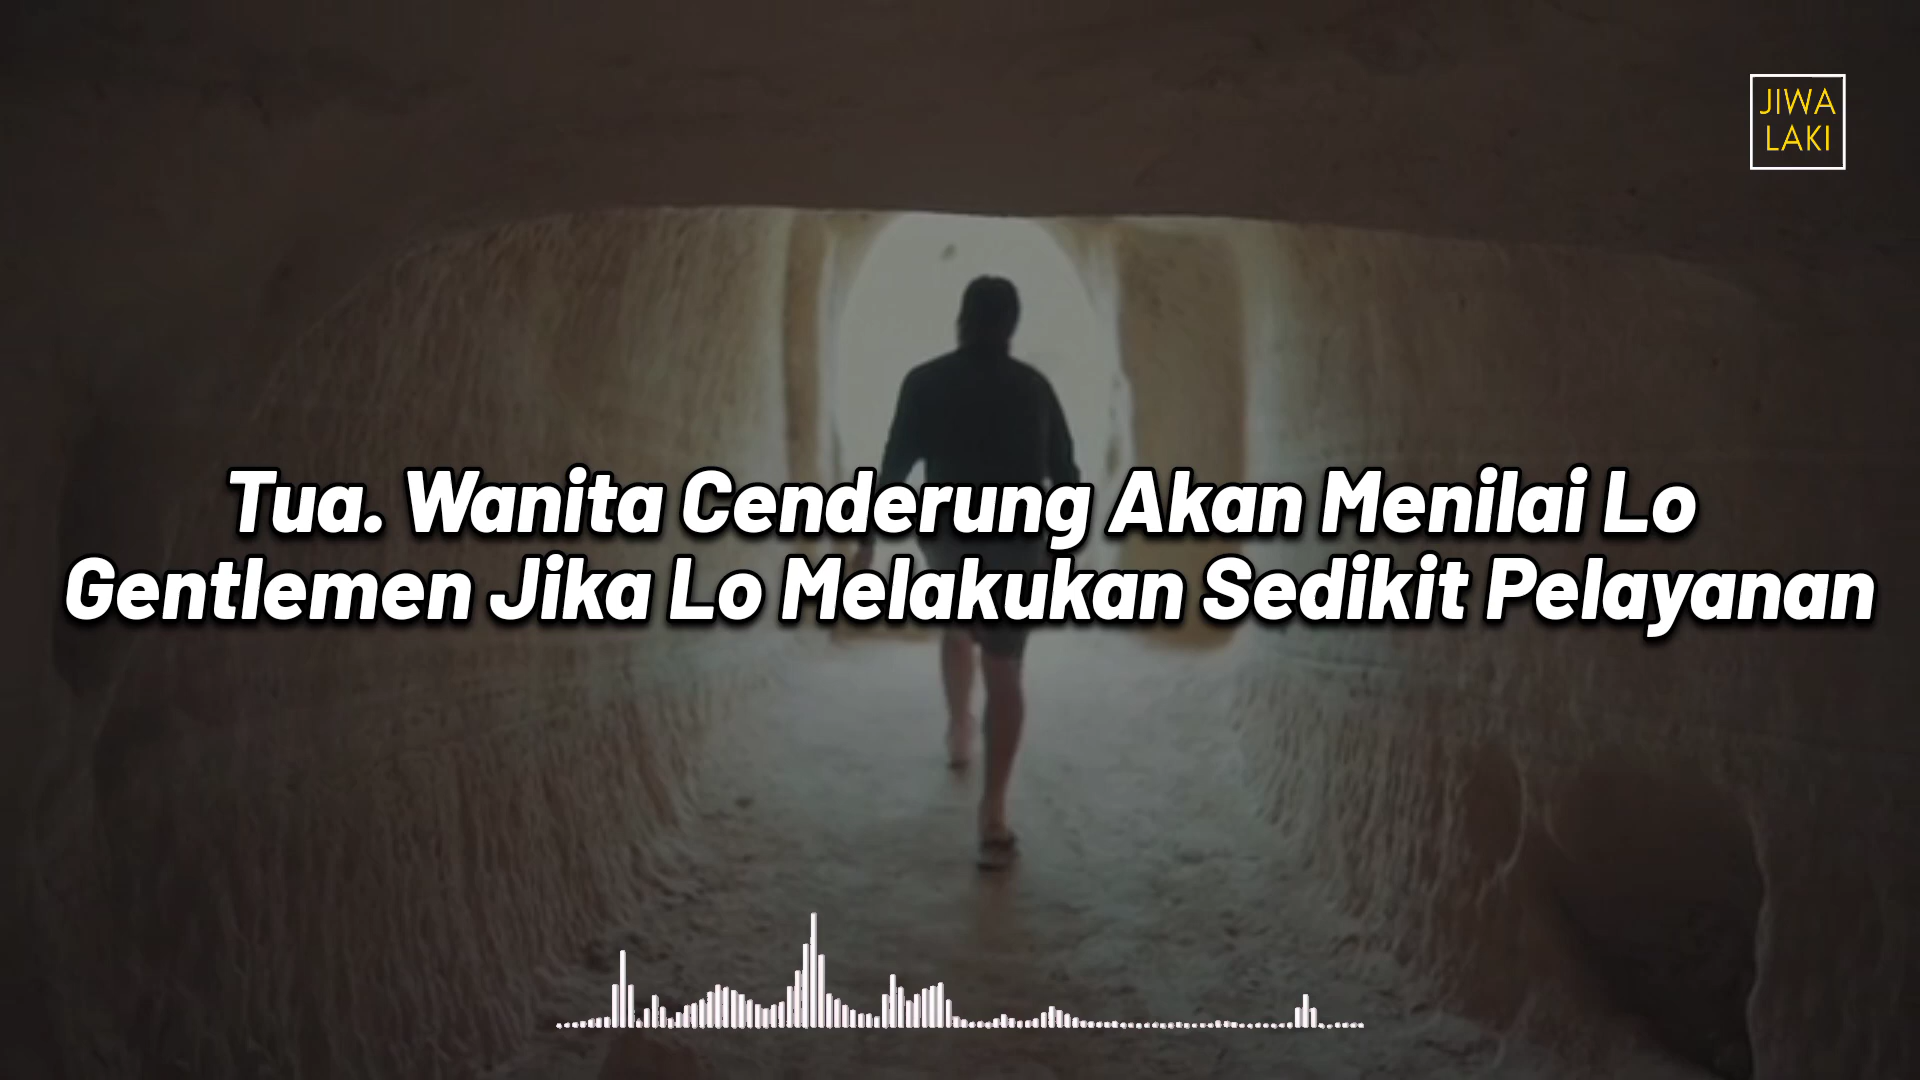 JIWA
LAKI
Tua. Wanita Cenderung Akan Menilai Lo
Gentlemen Jika Lo Melakukan Sedikit Pelayanan